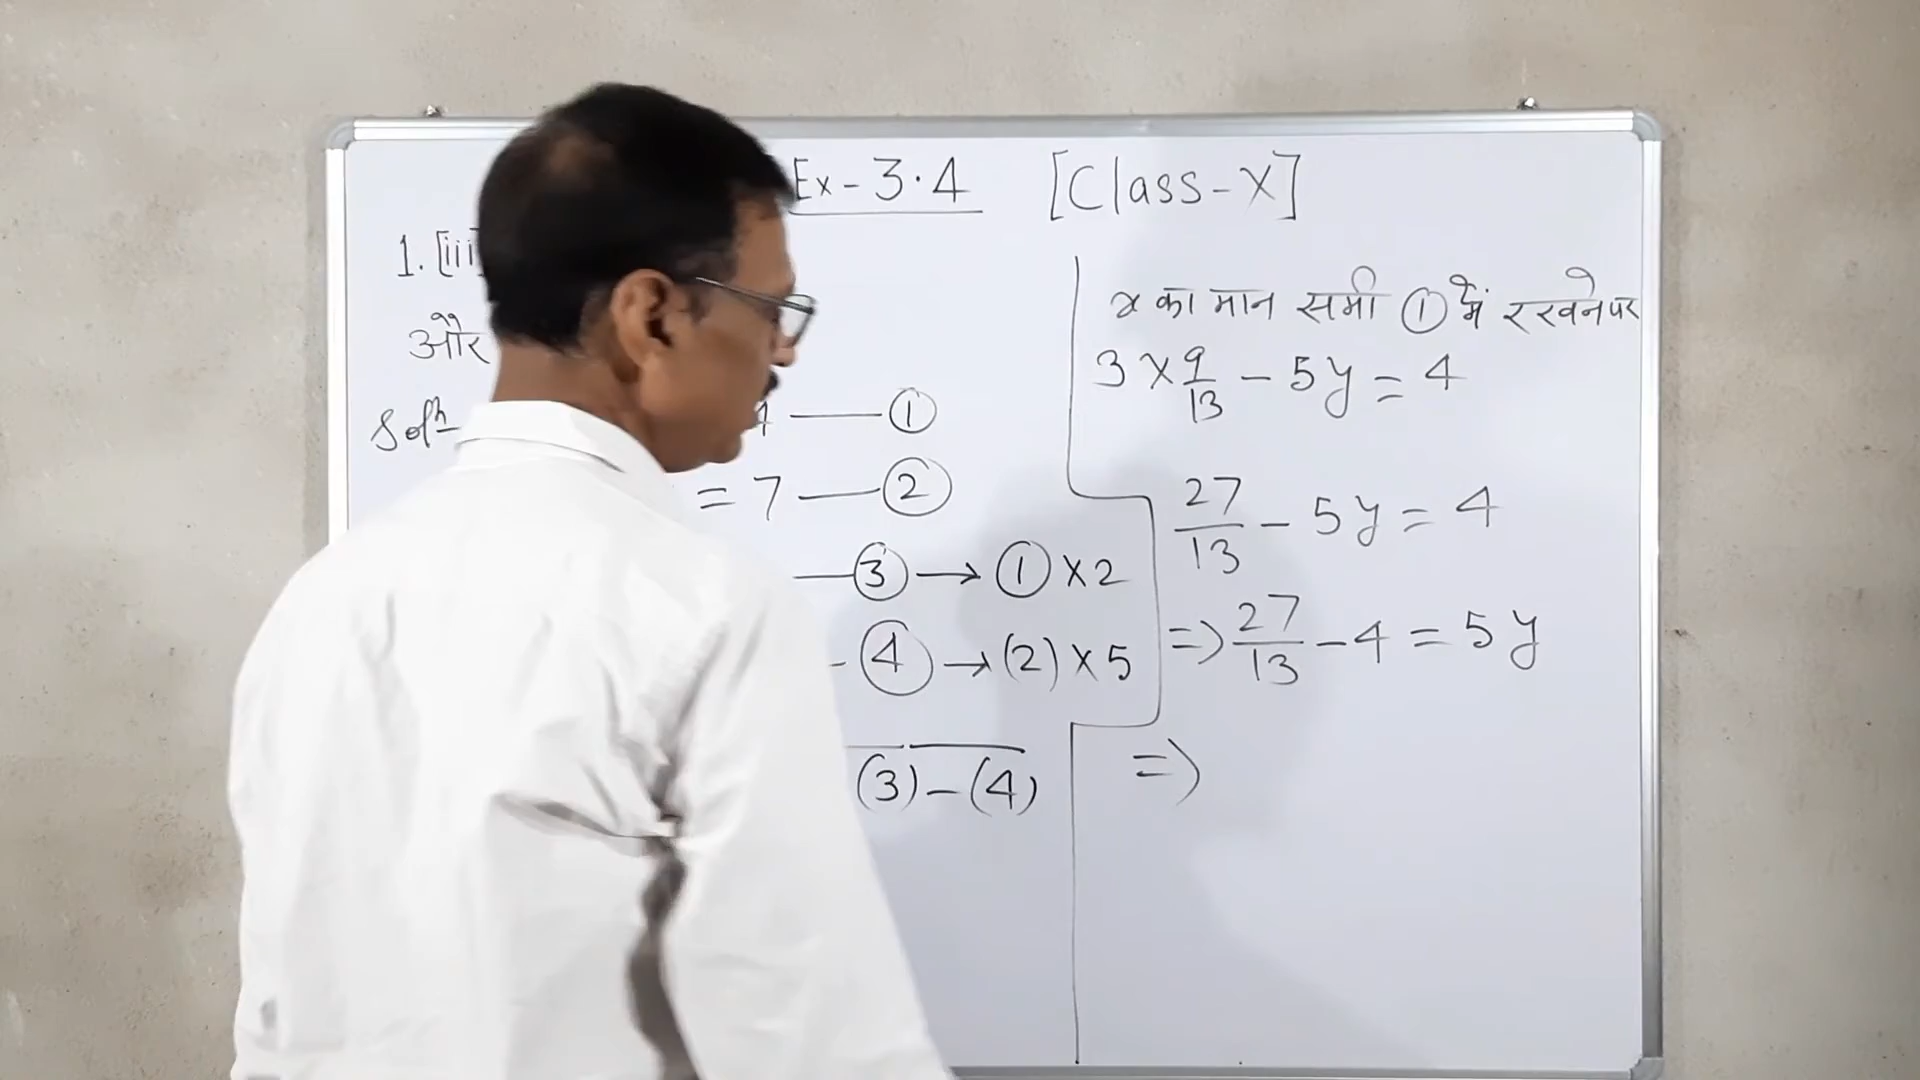 Ex - 3.4 [Class-X]
1. [iii]
और
Solⁿ
4 —— ①
= 7 —— ②
—③ → ① × 2
- ④ → (2) × 5
(3) - (4)
x का मान समी ① में रखने पर
3 × 9/13 - 5y = 4
27/13 - 5y = 4
=> 27/13 - 4 = 5y
=>